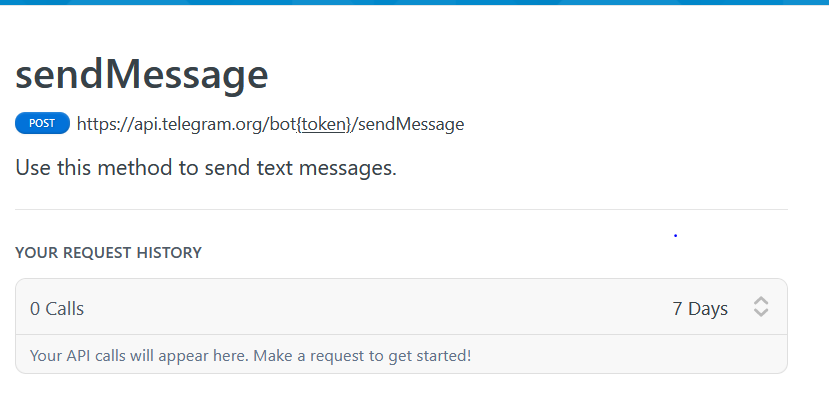 sendMessage
POST https://api.telegram.org/bot{token}/sendMessage
Use this method to send text messages.
YOUR REQUEST HISTORY
0 Calls 7 Days
Your API calls will appear here. Make a request to get started!